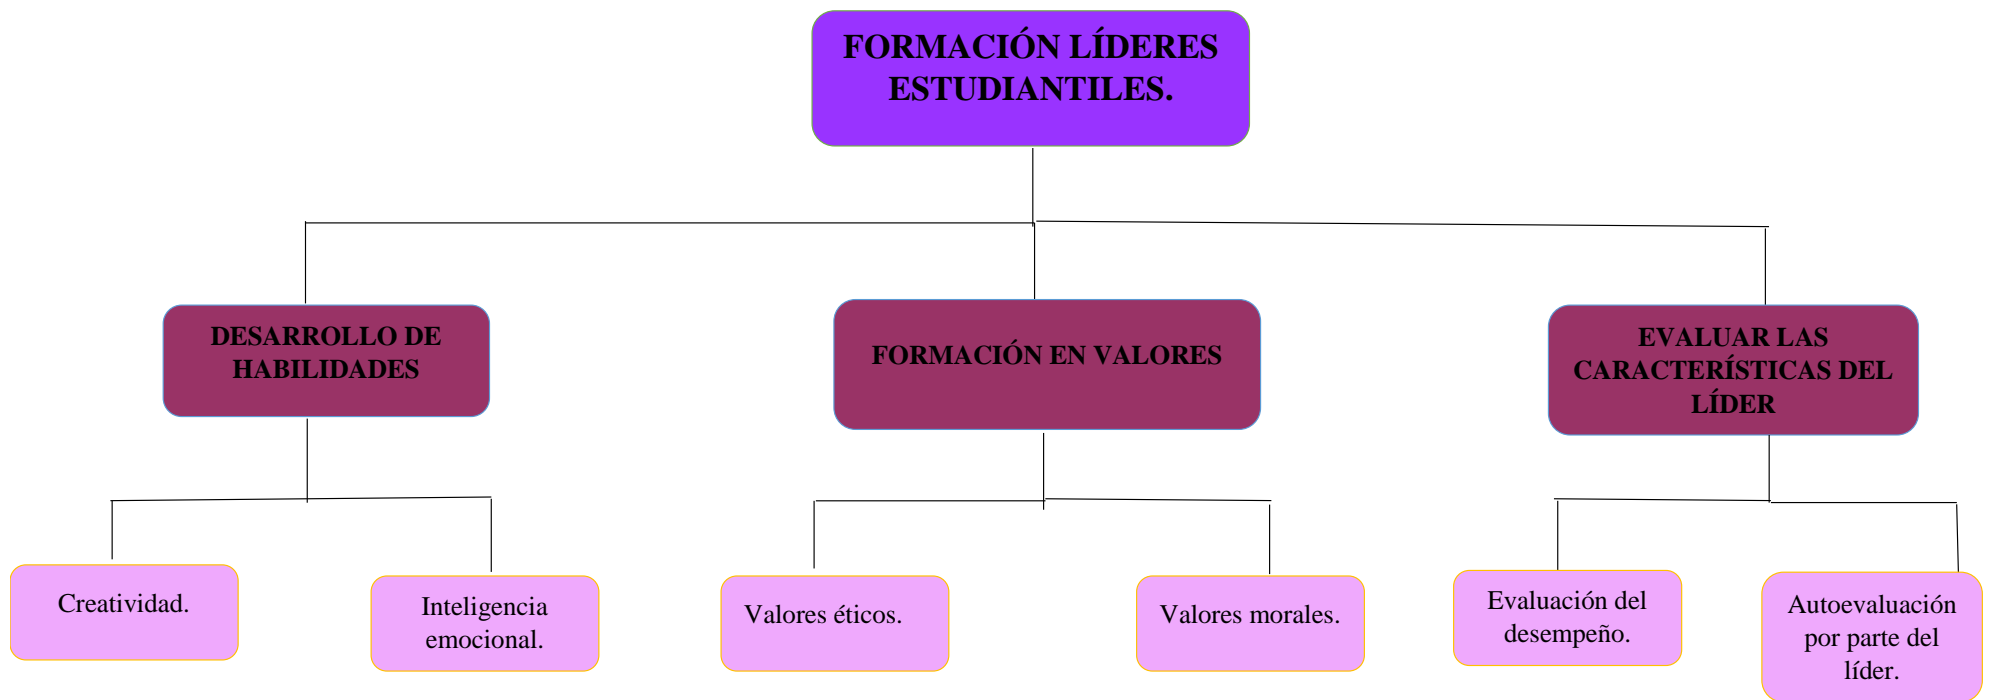 FORMACIÓN LÍDERES
ESTUDIANTILES.
DESARROLLO DE
HABILIDADES
FORMACIÓN EN VALORES
EVALUAR LAS
CARACTERÍSTICAS DEL
LÍDER
Creatividad.
Inteligencia
emocional.
Valores éticos.
Valores morales.
Evaluación del
desempeño.
Autoevaluación
por parte del
líder.